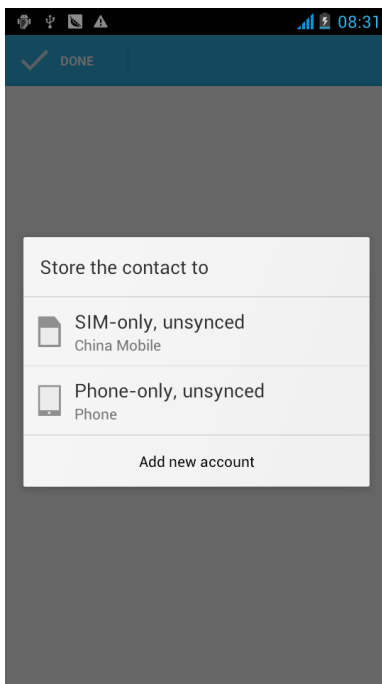 08:31
DONE
Store the contact to
SIM-only, unsynced
China Mobile
Phone-only, unsynced
Phone
Add new account